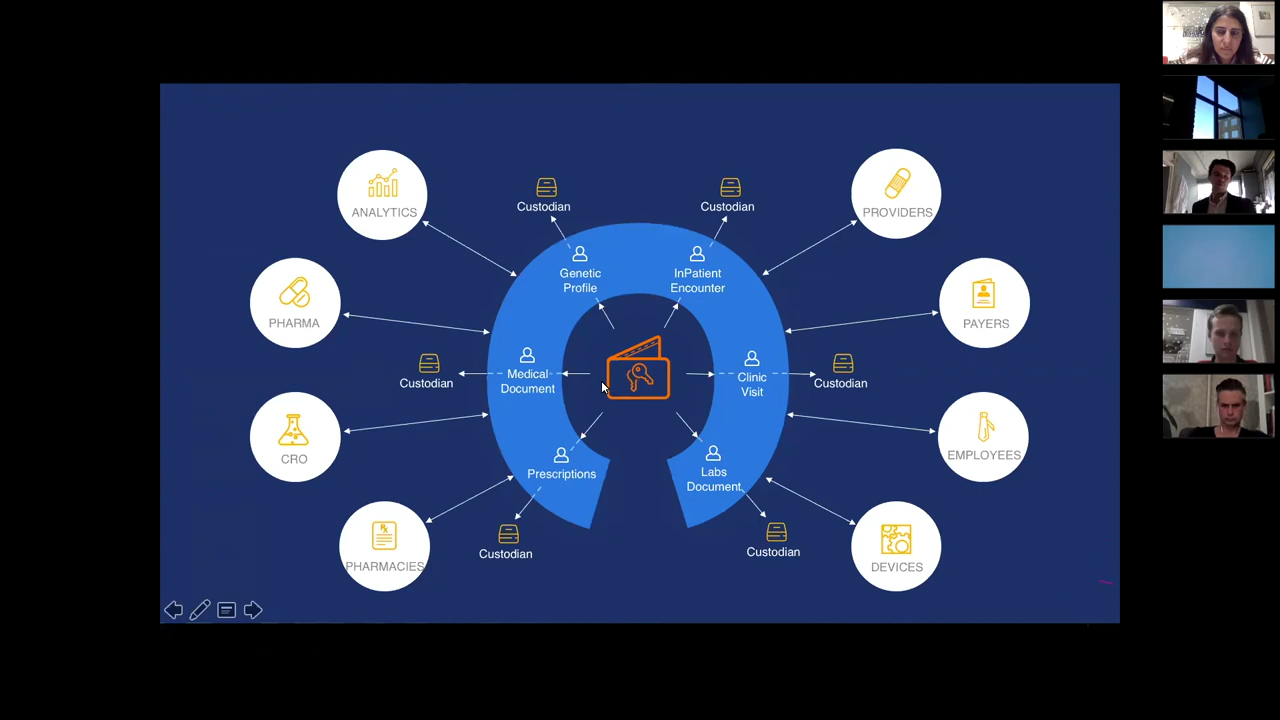 ANALYTICS
Custodian
Custodian
PROVIDERS
Genetic
Profile
InPatient
Encounter
PHARMA
PAYERS
Custodian
Medical
Document
Clinic
Visit
Custodian
CRO
EMPLOYEES
Prescriptions
Labs
Document
PHARMACIES
Rx
Custodian
Custodian
DEVICES